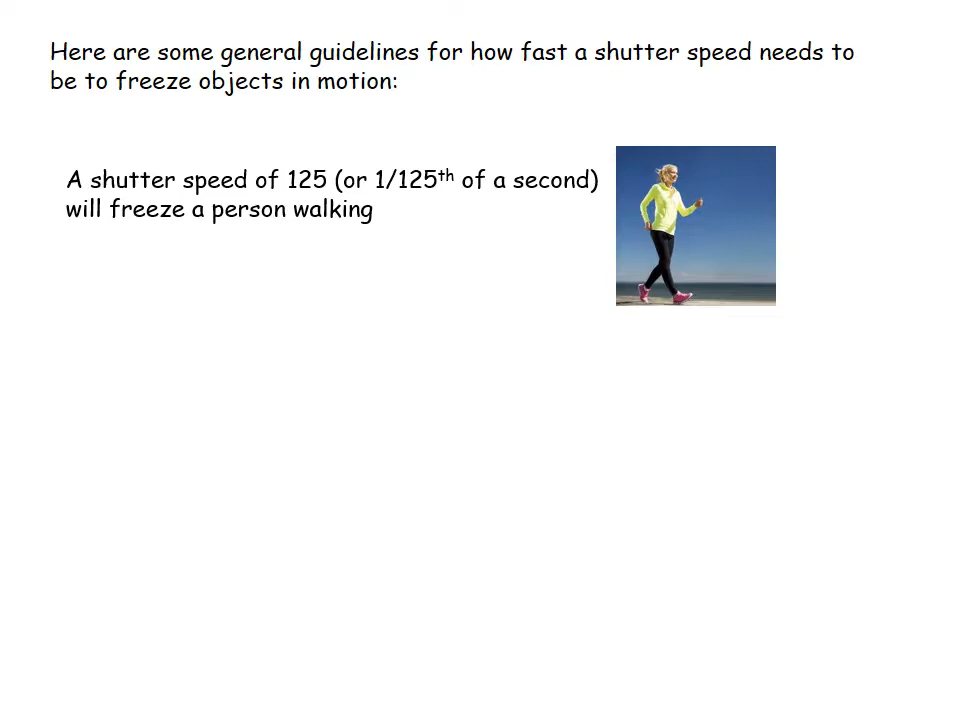 Here are some general guidelines for how fast a shutter speed needs to
be to freeze objects in motion:
A shutter speed of 125 (or 1/125th of a second)
will freeze a person walking